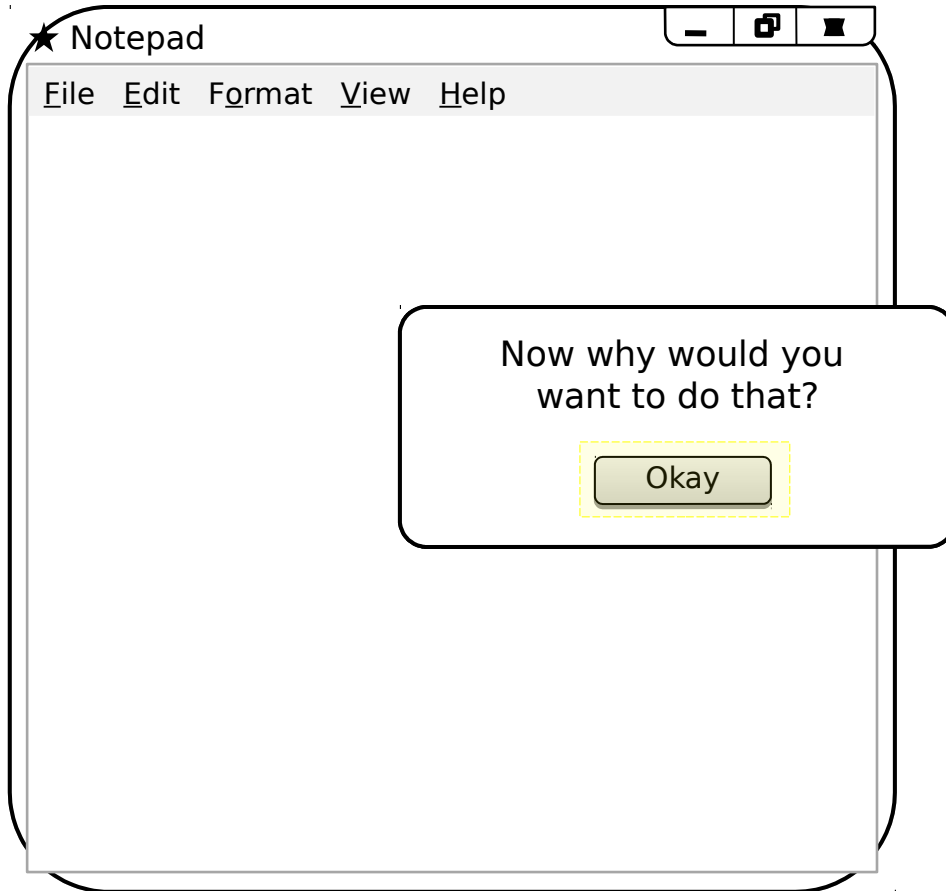 Notepad
File Edit Format View Help
Now why would you
want to do that?
Okay